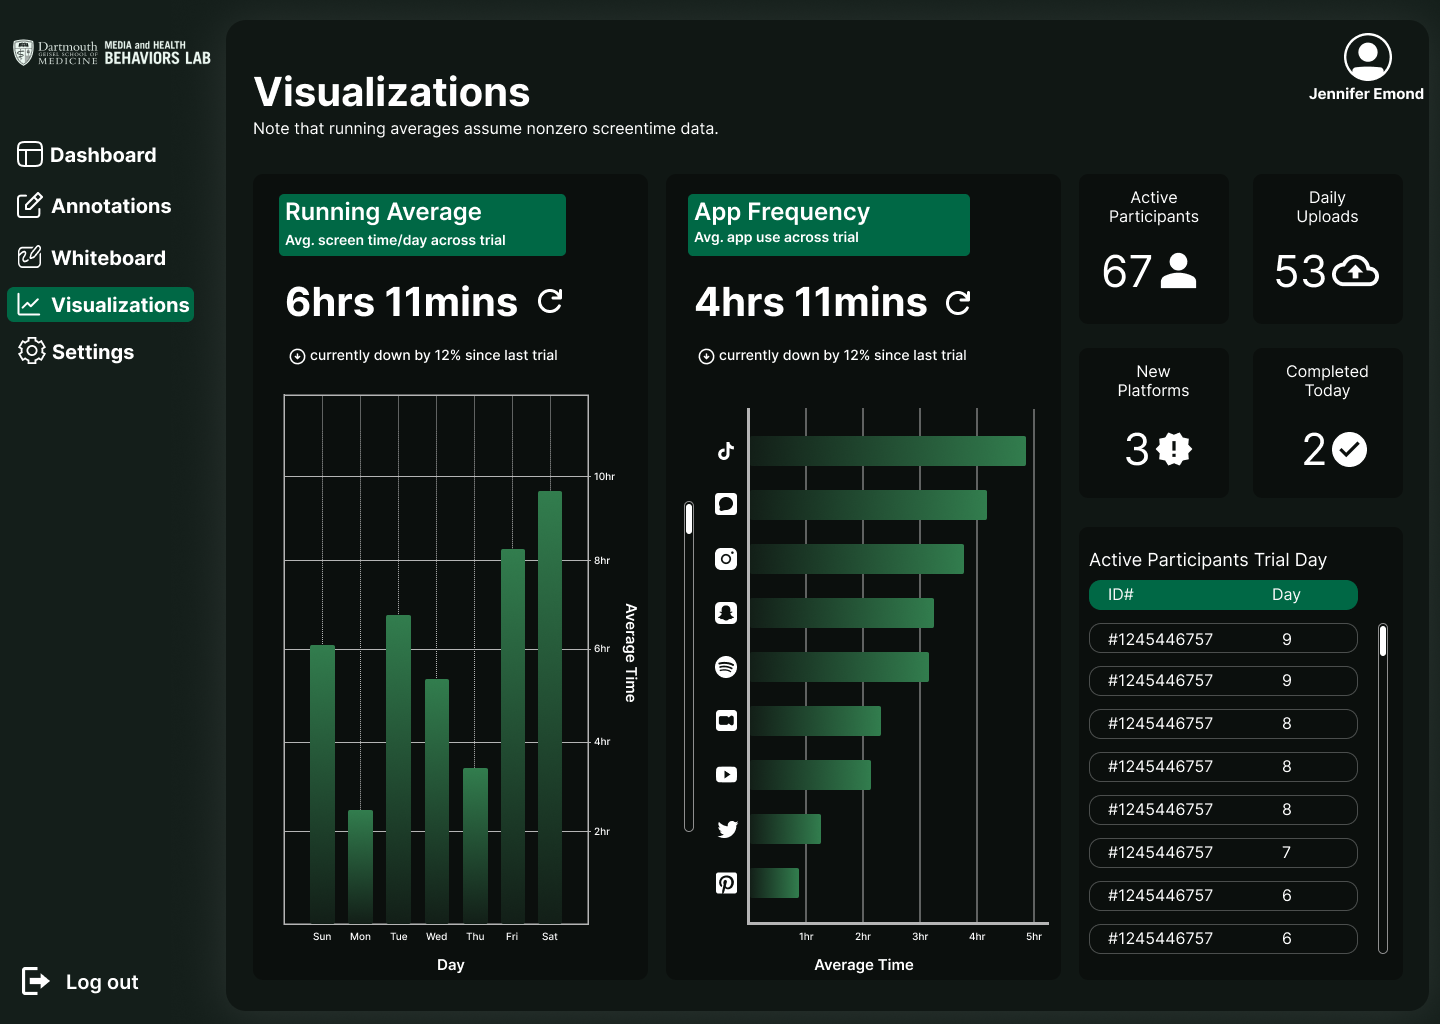 Dartmouth
GEISEL SCHOOL OF
MEDICINE
MEDIA and HEALTH
BEHAVIORS LAB
Dashboard
Annotations
Whiteboard
Visualizations
Settings
Log out
Jennifer Emond
Visualizations
Note that running averages assume nonzero screentime data.
Running Average
Avg. screen time/day across trial
6hrs 11mins
currently down by 12% since last trial
10hr
8hr
6hr
4hr
2hr
Average Time
Sun Mon Tue Wed Thu Fri Sat
Day
App Frequency
Avg. app use across trial
4hrs 11mins
currently down by 12% since last trial
1hr 2hr 3hr 4hr 5hr
Average Time
Active
Participants
67
Daily
Uploads
53
New
Platforms
3
Completed
Today
2
Active Participants Trial Day
ID# Day
#1245446757 9
#1245446757 9
#1245446757 8
#1245446757 8
#1245446757 8
#1245446757 7
#1245446757 6
#1245446757 6